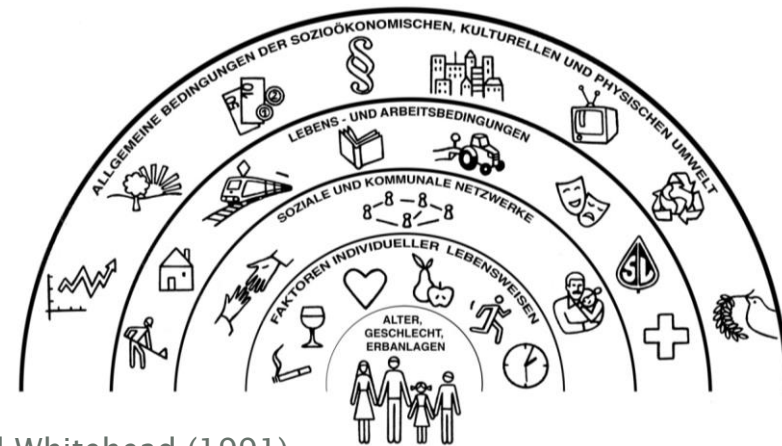 ALLGEMEINE BEDINGUNGEN DER SOZIOÖKONOMISCHEN, KULTURELLEN UND PHYSISCHEN UMWELT
LEBENS - UND ARBEITSBEDINGUNGEN
SOZIALE UND KOMMUNALE NETZWERKE
FAKTOREN INDIVIDUELLER LEBENSWEISEN
ALTER,
GESCHLECHT,
ERBANLAGEN
§
SL
Whitehead (1991)